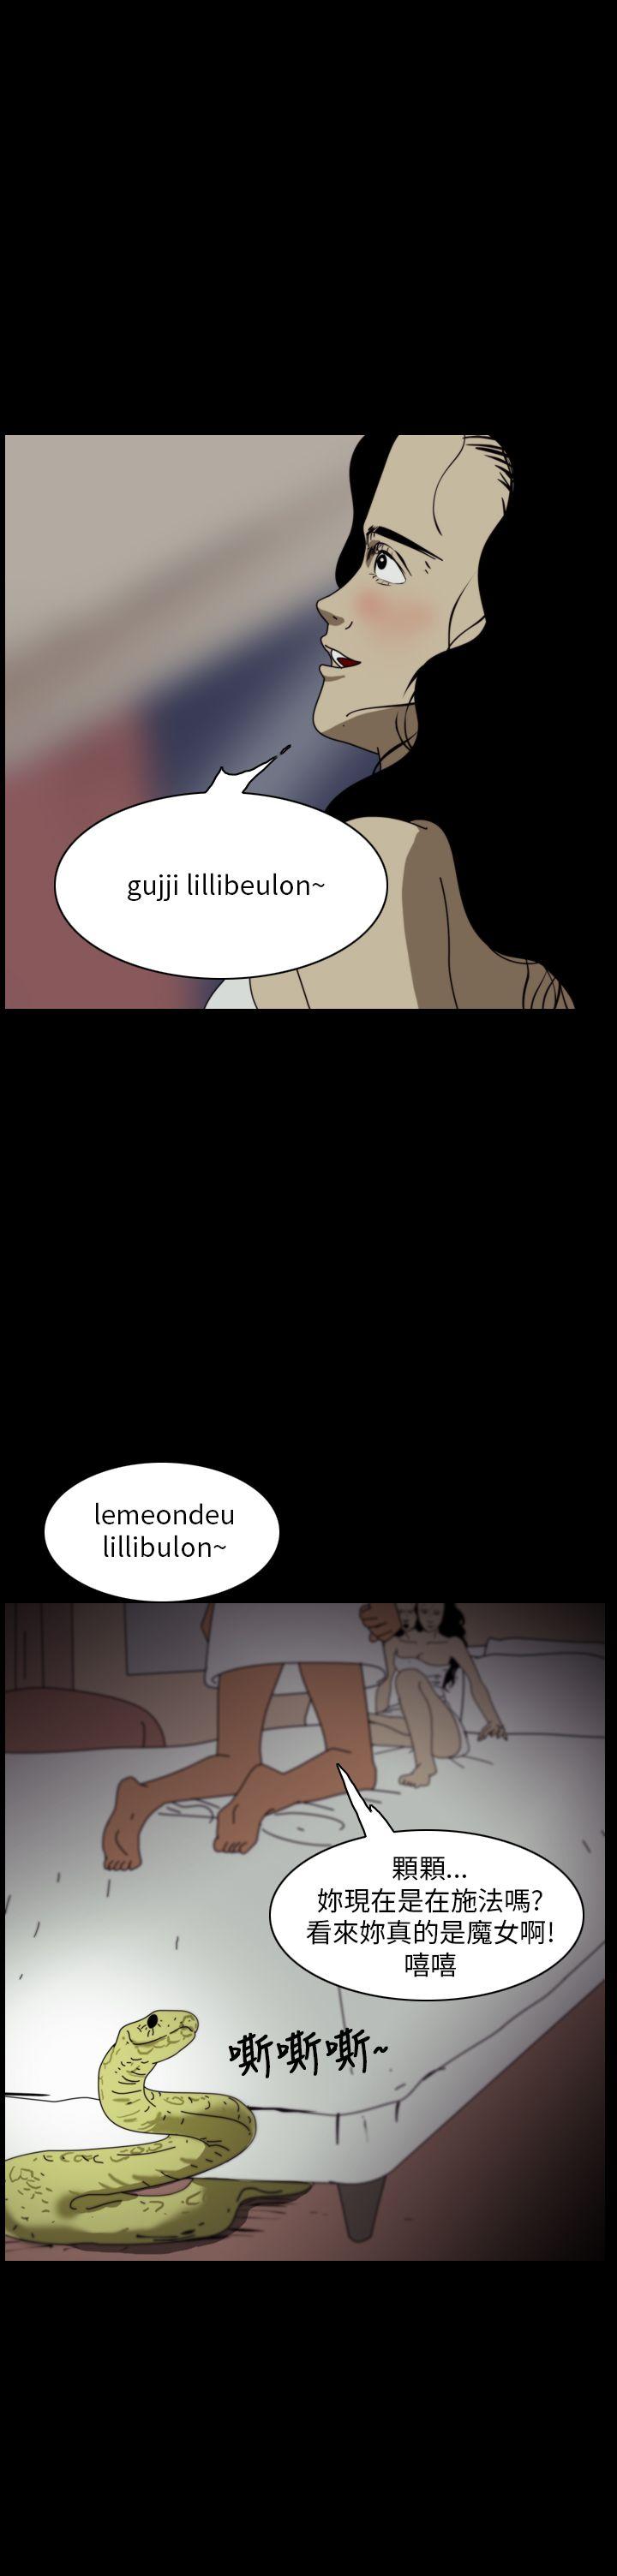 gujji lillibeulon~
lemeondeu
lillibulon~
顆顆...
妳現在是在施法嗎?
看來妳真的是魔女啊!
嘻嘻
嘶嘶嘶~